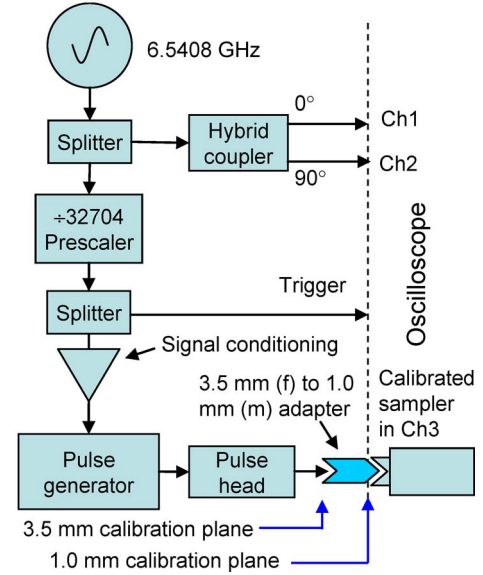 6.5408 GHz
0°
Ch1
Splitter
Hybrid
coupler
Ch2
90°
÷32704
Prescaler
Oscilloscope
Trigger
Splitter
Signal conditioning
3.5 mm (f) to 1.0
mm (m) adapter
Calibrated
sampler
in Ch3
Pulse
generator
Pulse
head
3.5 mm calibration plane
1.0 mm calibration plane